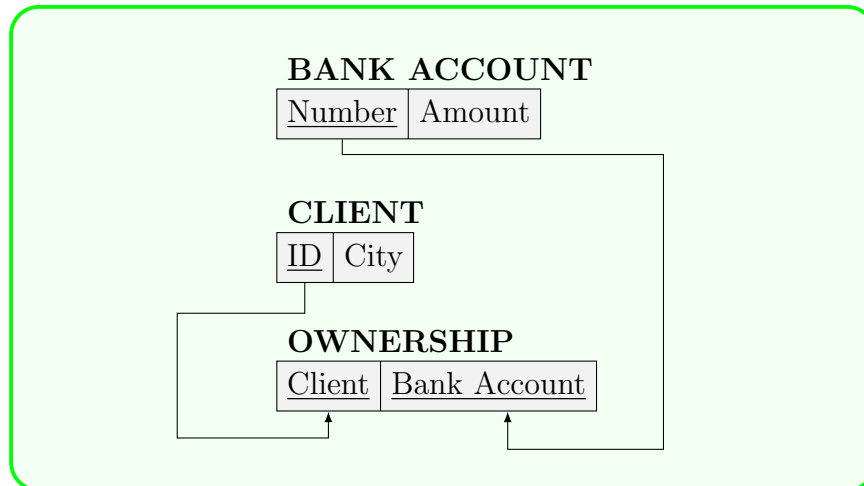 BANK ACCOUNT
Number Amount
CLIENT
ID City
OWNERSHIP
Client Bank Account